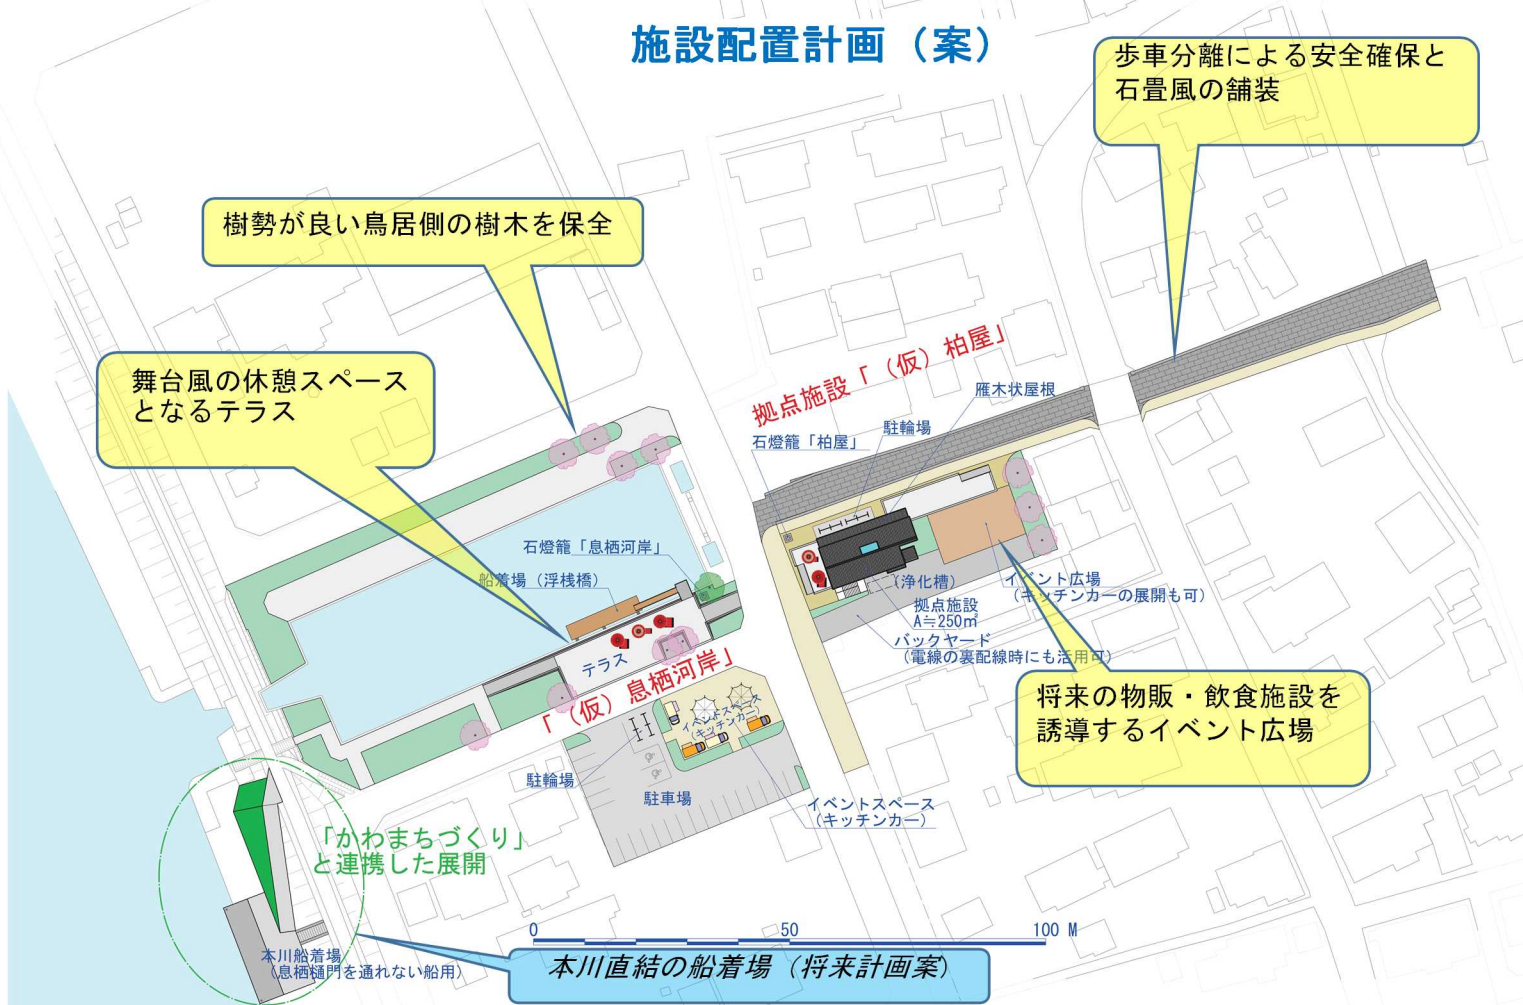 施設配置計画（案）
歩車分離による安全確保と
石畳風の舗装
樹勢が良い鳥居側の樹木を保全
舞台風の休憩スペース
となるテラス
拠点施設「（仮）柏屋」
雁木状屋根
駐輪場
石燈籠「柏屋」
石燈籠「息栖河岸」
船着場（浮桟橋）
（浄化槽）
イベント広場
（キッチンカーの展開も可）
拠点施設
A≒250㎡
バックヤード
（電線の裏配線時にも活用可）
テラス
「（仮）息栖河岸」
イベントスペース
（キッチンカー）
将来の物販・飲食施設を
誘導するイベント広場
駐輪場
駐車場
イベントスペース
（キッチンカー）
「かわまちづくり」
と連携した展開
0 50 100 M
本川船着場
（息栖樋門を通れない船用）
本川直結の船着場（将来計画案）